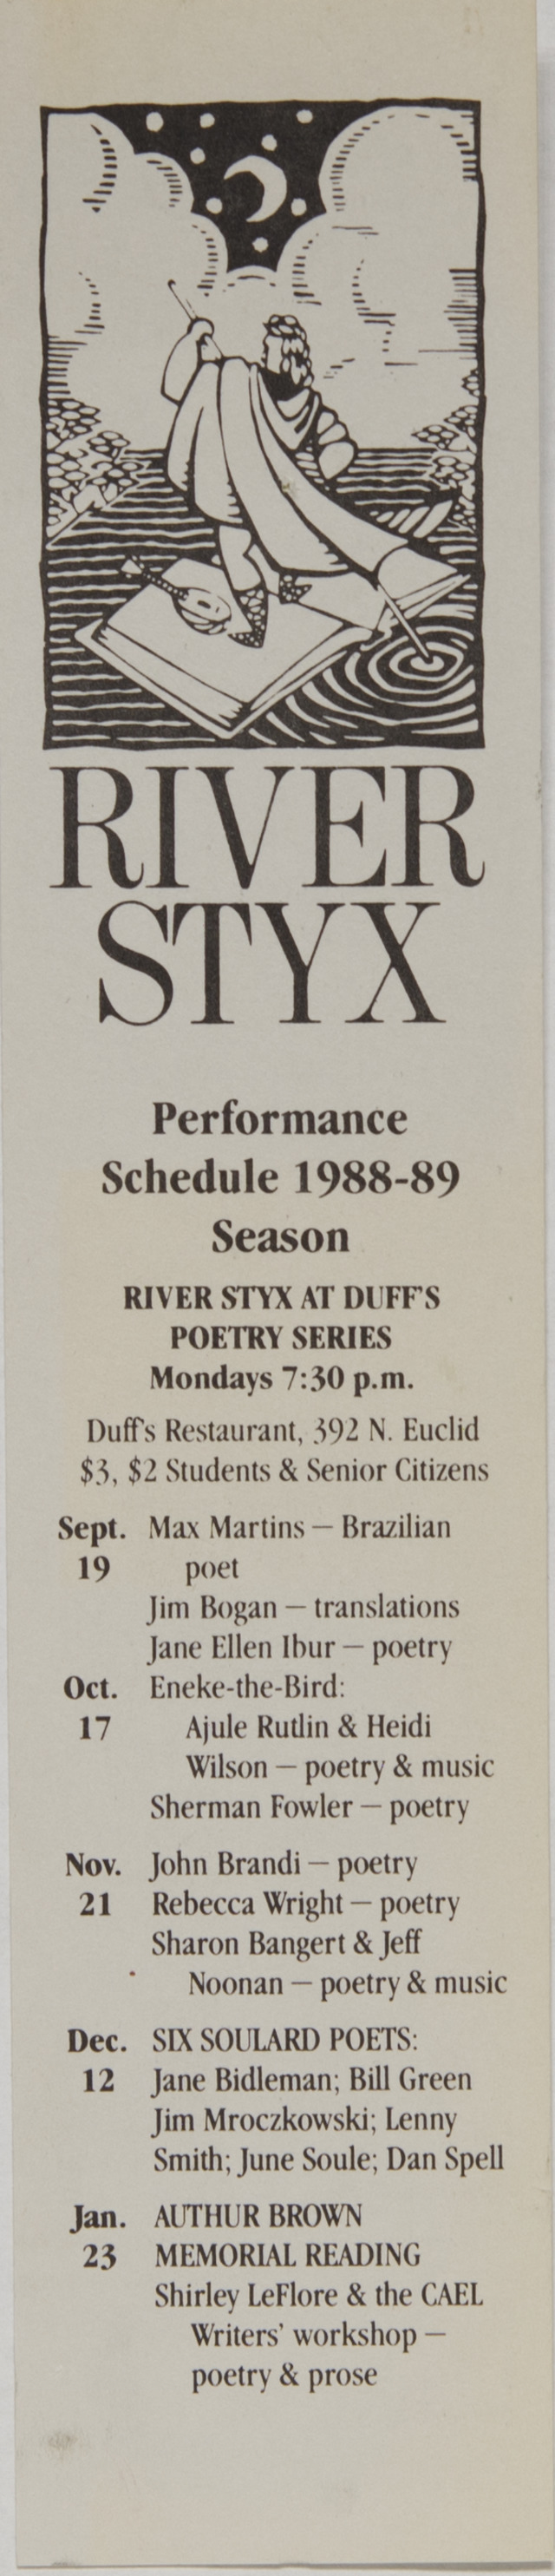 RIVER
STYX
Performance
Schedule 1988-89
Season
RIVER STYX AT DUFF'S
POETRY SERIES
Mondays 7:30 p.m.
Duff's Restaurant, 392 N. Euclid
$3, $2 Students & Senior Citizens
Sept. Max Martins — Brazilian
19 poet
Jim Bogan — translations
Jane Ellen Ibur — poetry
Oct. Eneke-the-Bird:
17 Ajule Rutlin & Heidi
Wilson — poetry & music
Sherman Fowler — poetry
Nov. John Brandi — poetry
21 Rebecca Wright — poetry
Sharon Bangert & Jeff
Noonan — poetry & music
Dec. SIX SOULARD POETS:
12 Jane Bidleman; Bill Green
Jim Mroczkowski; Lenny
Smith; June Soule; Dan Spell
Jan. AUTHUR BROWN
23 MEMORIAL READING
Shirley LeFlore & the CAEL
Writers' workshop —
poetry & prose